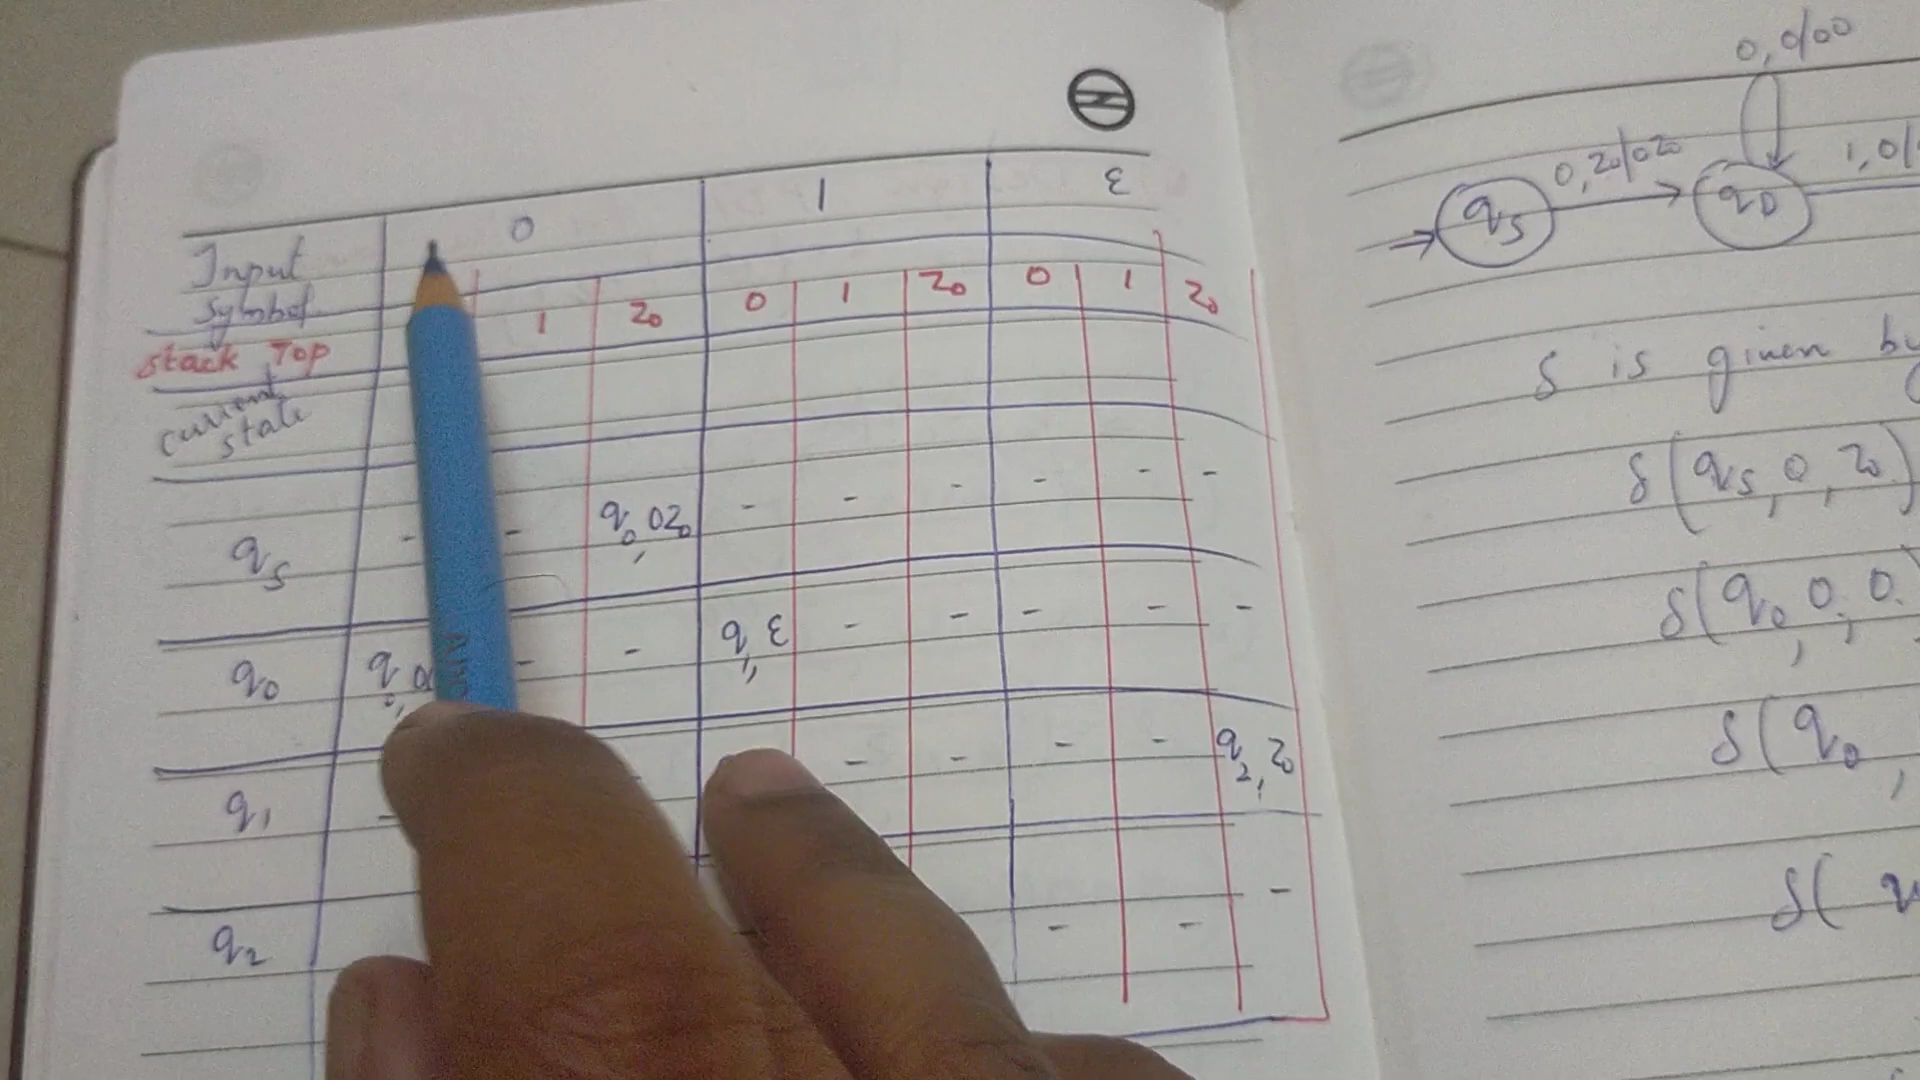 0 1 ε
Input
Symbol
Stack Top
1 z₀ 0 1 z₀ 0 1 z₀
current
state
qₛ - - q₀, 0z₀ - - - - - -
q₀ q₀, - - q₁, ε - - - - -
q₁ - - - - - q₂, z₀
q₂ - - -
0, 0/00
0, z₀/0z₀
1, 0/
qₛ q₀
δ is given by
δ(qₛ, 0, z₀)
δ(q₀, 0, 0)
δ(q₀,
δ(